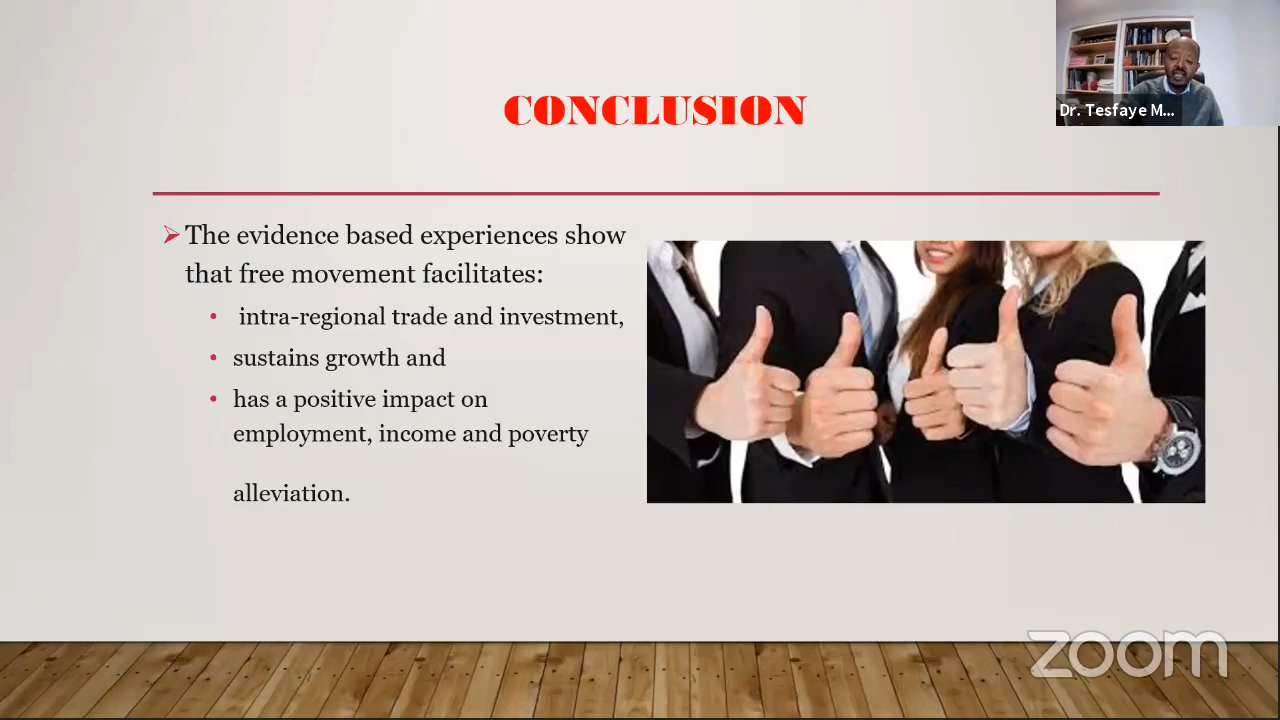 CONCLUSION
Dr. Tesfaye M...
➢The evidence based experiences show
that free movement facilitates:
• intra-regional trade and investment,
• sustains growth and
• has a positive impact on
employment, income and poverty
alleviation.
zoom